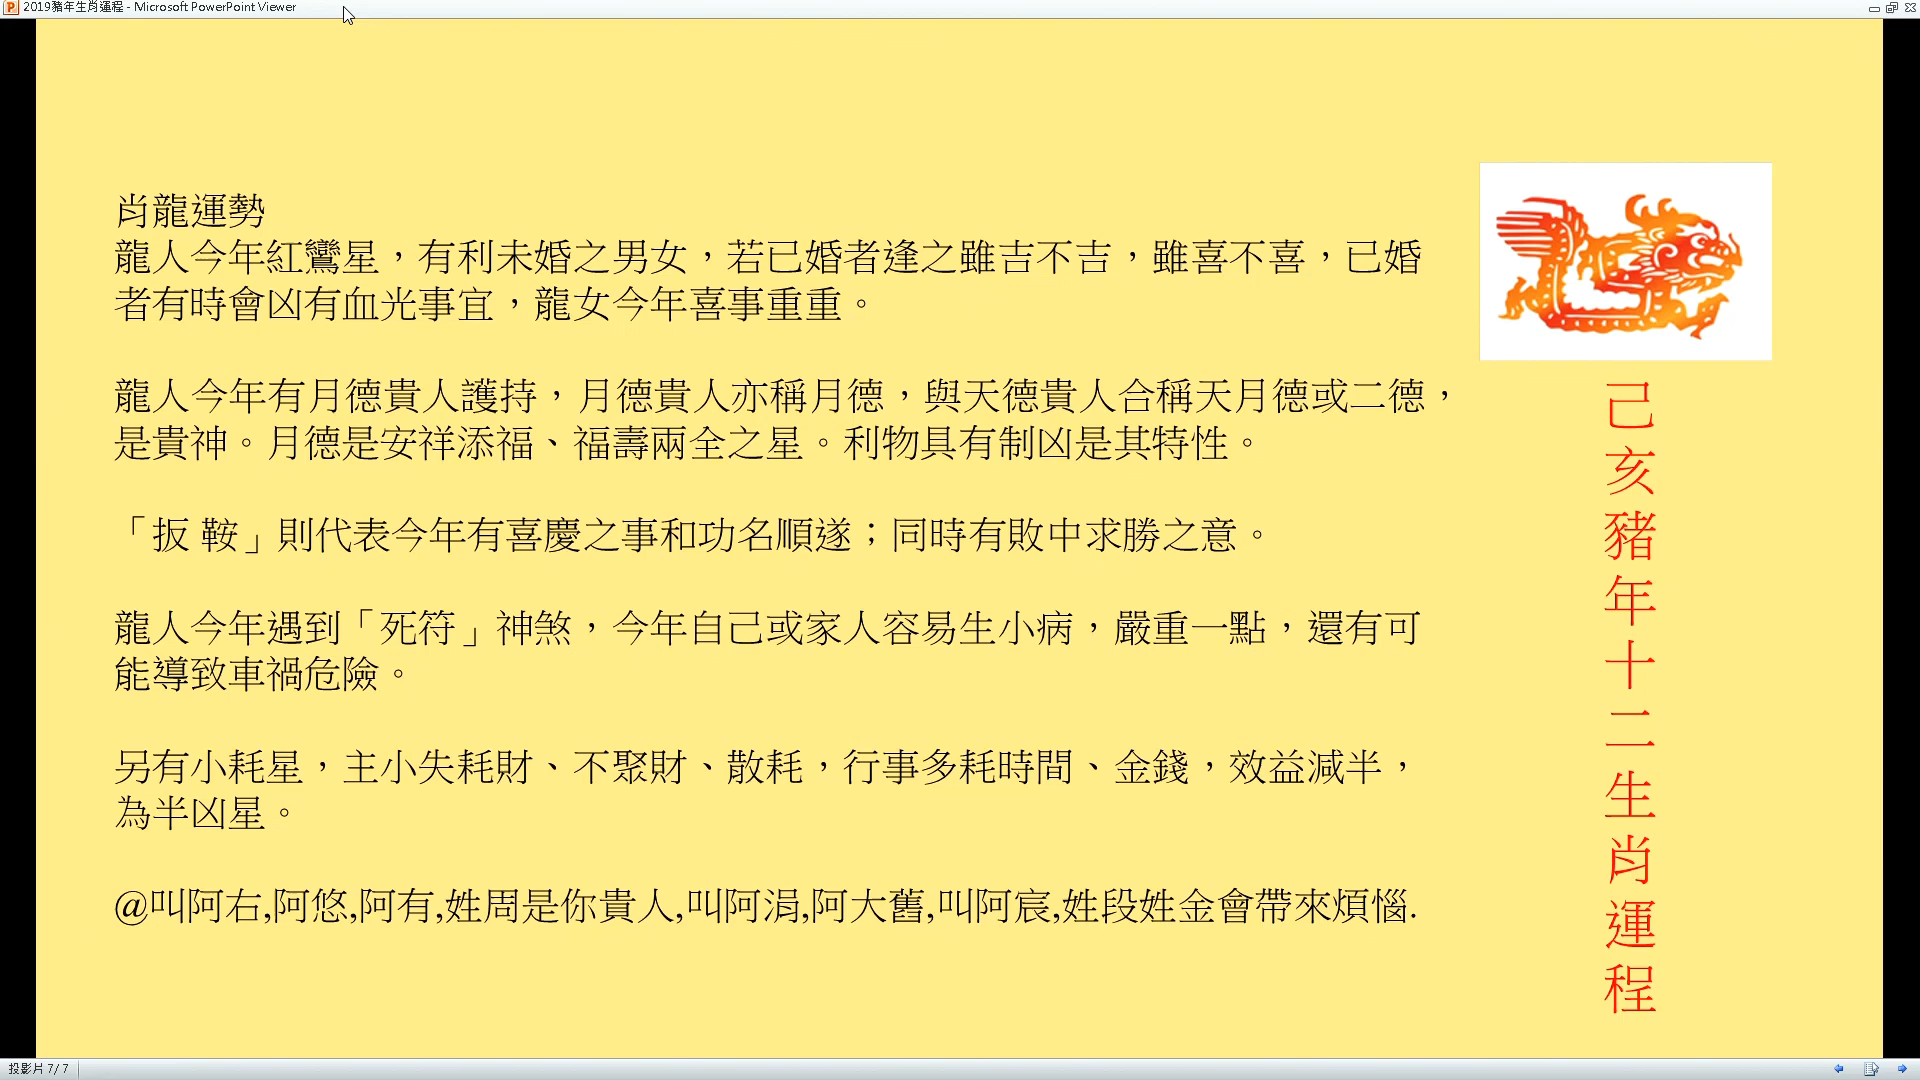 2019豬年生肖運程 - Microsoft PowerPoint Viewer
肖龍運勢
龍人今年紅鸞星，有利未婚之男女，若已婚者逢之雖吉不吉，雖喜不喜，已婚
者有時會凶有血光事宜，龍女今年喜事重重。
龍人今年有月德貴人護持，月德貴人亦稱月德，與天德貴人合稱天月德或二德，
是貴神。月德是安祥添福、福壽兩全之星。利物具有制凶是其特性。
「扳 鞍」則代表今年有喜慶之事和功名順遂；同時有敗中求勝之意。
龍人今年遇到「死符」神煞，今年自己或家人容易生小病，嚴重一點，還有可
能導致車禍危險。
另有小耗星，主小失耗財、不聚財、散耗，行事多耗時間、金錢，效益減半，
為半凶星。
@叫阿右,阿悠,阿有,姓周是你貴人,叫阿涓,阿大舊,叫阿宸,姓段姓金會帶來煩惱.
己亥豬年十二生肖運程
投影片 7/7